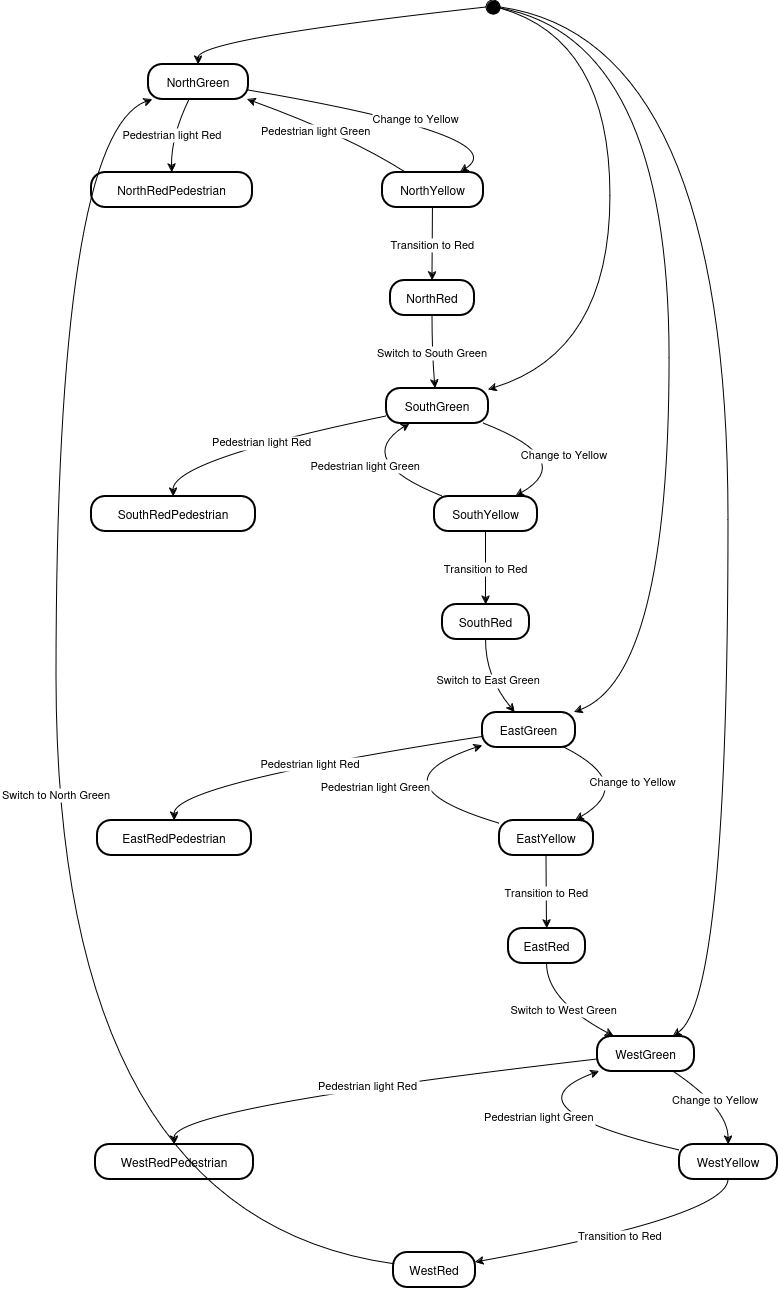 NorthGreen
Change to Yellow
Pedestrian light Green
Pedestrian light Red
NorthRedPedestrian
NorthYellow
Transition to Red
NorthRed
Switch to South Green
SouthGreen
Pedestrian light Red
Change to Yellow
Pedestrian light Green
SouthRedPedestrian
SouthYellow
Transition to Red
SouthRed
Switch to East Green
EastGreen
Pedestrian light Red
Change to Yellow
Pedestrian light Green
Switch to North Green
EastRedPedestrian
EastYellow
Transition to Red
EastRed
Switch to West Green
WestGreen
Pedestrian light Red
Change to Yellow
Pedestrian light Green
WestRedPedestrian
WestYellow
Transition to Red
WestRed